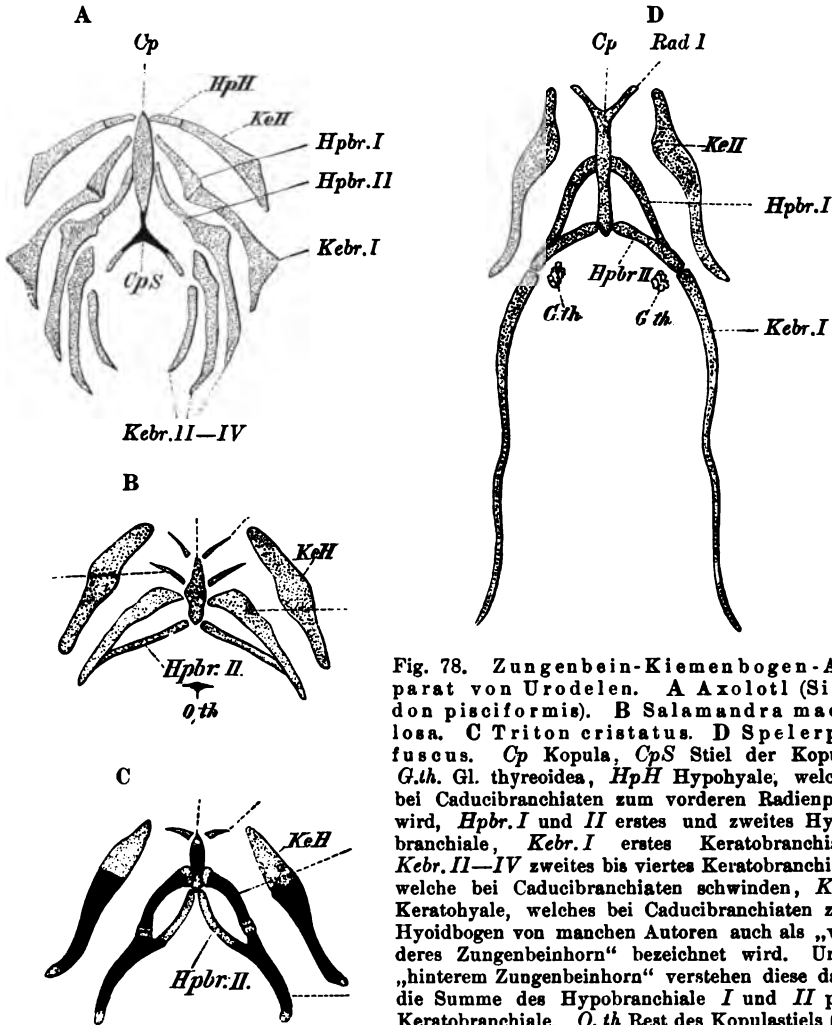 A
D
Cp
Cp Rad 1
HpH
KeH
KeH
Hpbr. I
Hpbr. II
Hpbr. I
Kebr. I
Hpbr II
CpS
G.th.
G th.
Kebr. I
Kebr. II—IV
B
KeH
Hpbr. II.
O.th
C
KeH
Hpbr. II.
Fig. 78. Zungenbein-Kiemenbogen-A
parat von Urodelen. A Axolotl (Si
don pisciformis). B Salamandra mac
losa. C Triton cristatus. D Spelerp
fuscus. Cp Kopula, CpS Stiel der Kopu
G.th. Gl. thyreoidea, HpH Hypohyale, welc
bei Caducibranchiaten zum vorderen Radienp
wird, Hpbr. I und II erstes und zweites Hy
branchiale, Kebr. I erstes Keratobranchia
Kebr. II—IV zweites bis viertes Keratobranchi
welche bei Caducibranchiaten schwinden, K
Keratohyale, welches bei Caducibranchiaten z
Hyoidbogen von manchen Autoren auch als „v
deres Zungenbeinhorn“ bezeichnet wird. Un
„hinterem Zungenbeinhorn“ verstehen diese da
die Summe des Hypobranchiale I und II p
Keratobranchiale. O. th Rest des Kopulastiels (